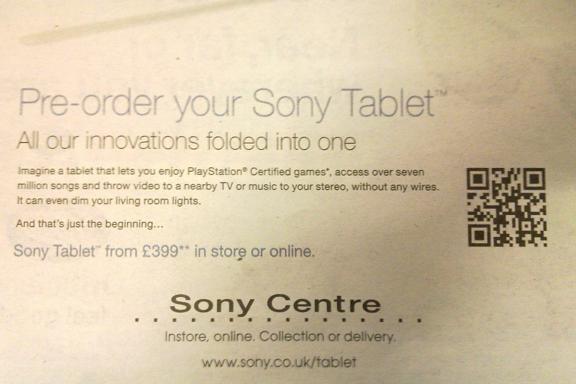 Pre-order your Sony Tablet™
All our innovations folded into one
Imagine a tablet that lets you enjoy PlayStation® Certified games*, access over seven
million songs and throw video to a nearby TV or music to your stereo, without any wires.
It can even dim your living room lights.
And that's just the beginning...
Sony Tablet™ from £399** in store or online.
Sony Centre
Instore, online. Collection or delivery.
www.sony.co.uk/tablet